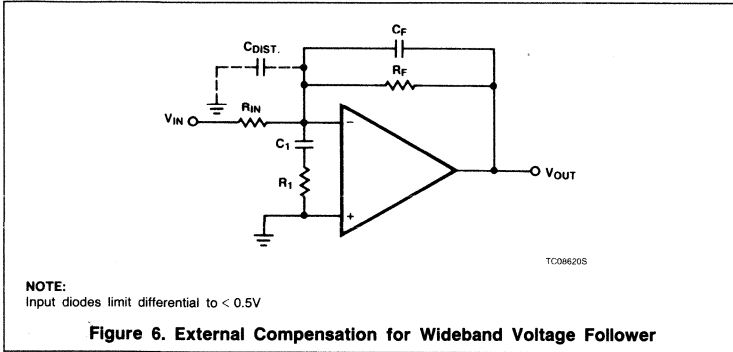 CF
CDIST.
RF
RIN
VIN
−
C1
R1
VOUT
+
TC08620S
NOTE:
Input diodes limit differential to < 0.5V
Figure 6. External Compensation for Wideband Voltage Follower